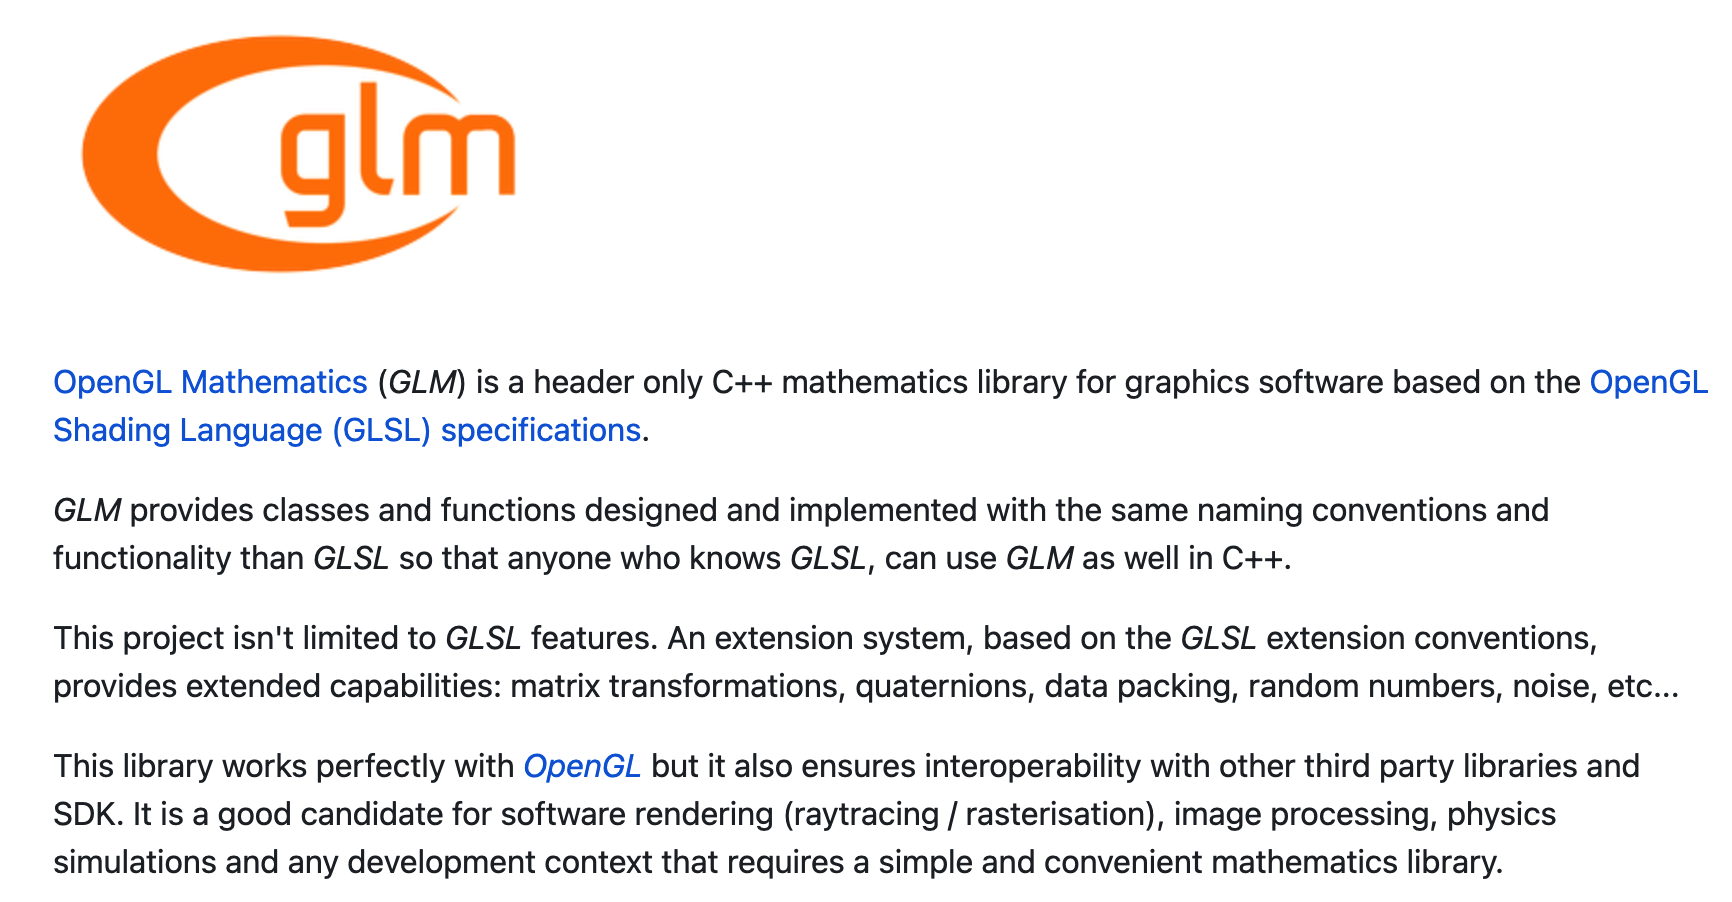 glm
OpenGL Mathematics (GLM) is a header only C++ mathematics library for graphics software based on the OpenGL
Shading Language (GLSL) specifications.
GLM provides classes and functions designed and implemented with the same naming conventions and
functionality than GLSL so that anyone who knows GLSL, can use GLM as well in C++.
This project isn't limited to GLSL features. An extension system, based on the GLSL extension conventions,
provides extended capabilities: matrix transformations, quaternions, data packing, random numbers, noise, etc...
This library works perfectly with OpenGL but it also ensures interoperability with other third party libraries and
SDK. It is a good candidate for software rendering (raytracing / rasterisation), image processing, physics
simulations and any development context that requires a simple and convenient mathematics library.